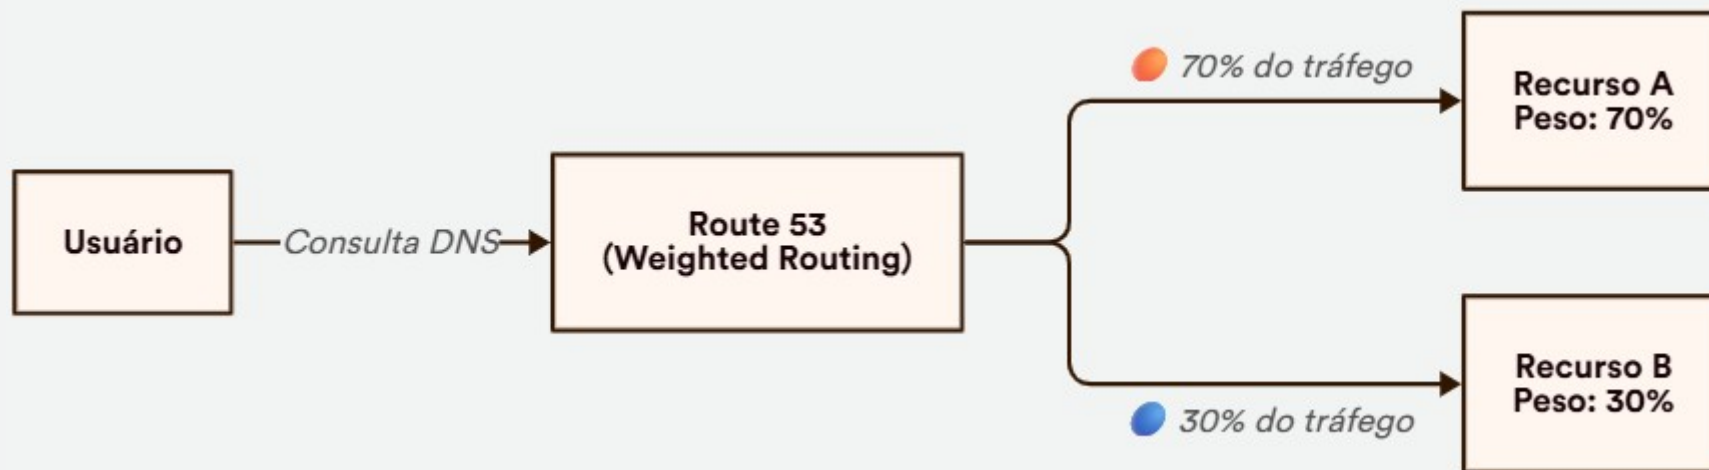 Usuário
Consulta DNS
Route 53
(Weighted Routing)
70% do tráfego
Recurso A
Peso: 70%
30% do tráfego
Recurso B
Peso: 30%